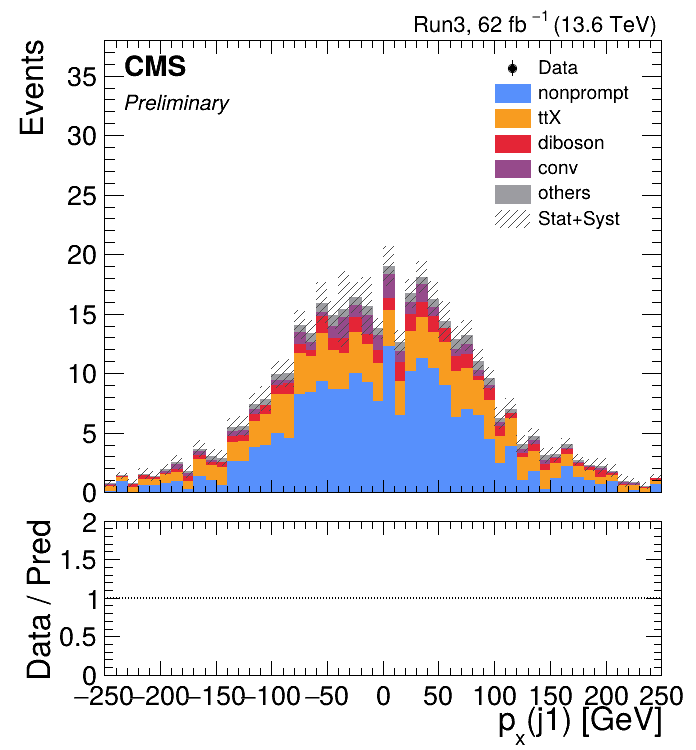 Run3, 62 fb⁻¹ (13.6 TeV)
CMS
Preliminary
Events
35
30
25
20
15
10
5
0
Data
nonprompt
ttX
diboson
conv
others
Stat+Syst
Data / Pred
2
1.5
1
0.5
0
−250 −200 −150 −100 −50 0 50 100 150 200 250
pₓ(j1) [GeV]